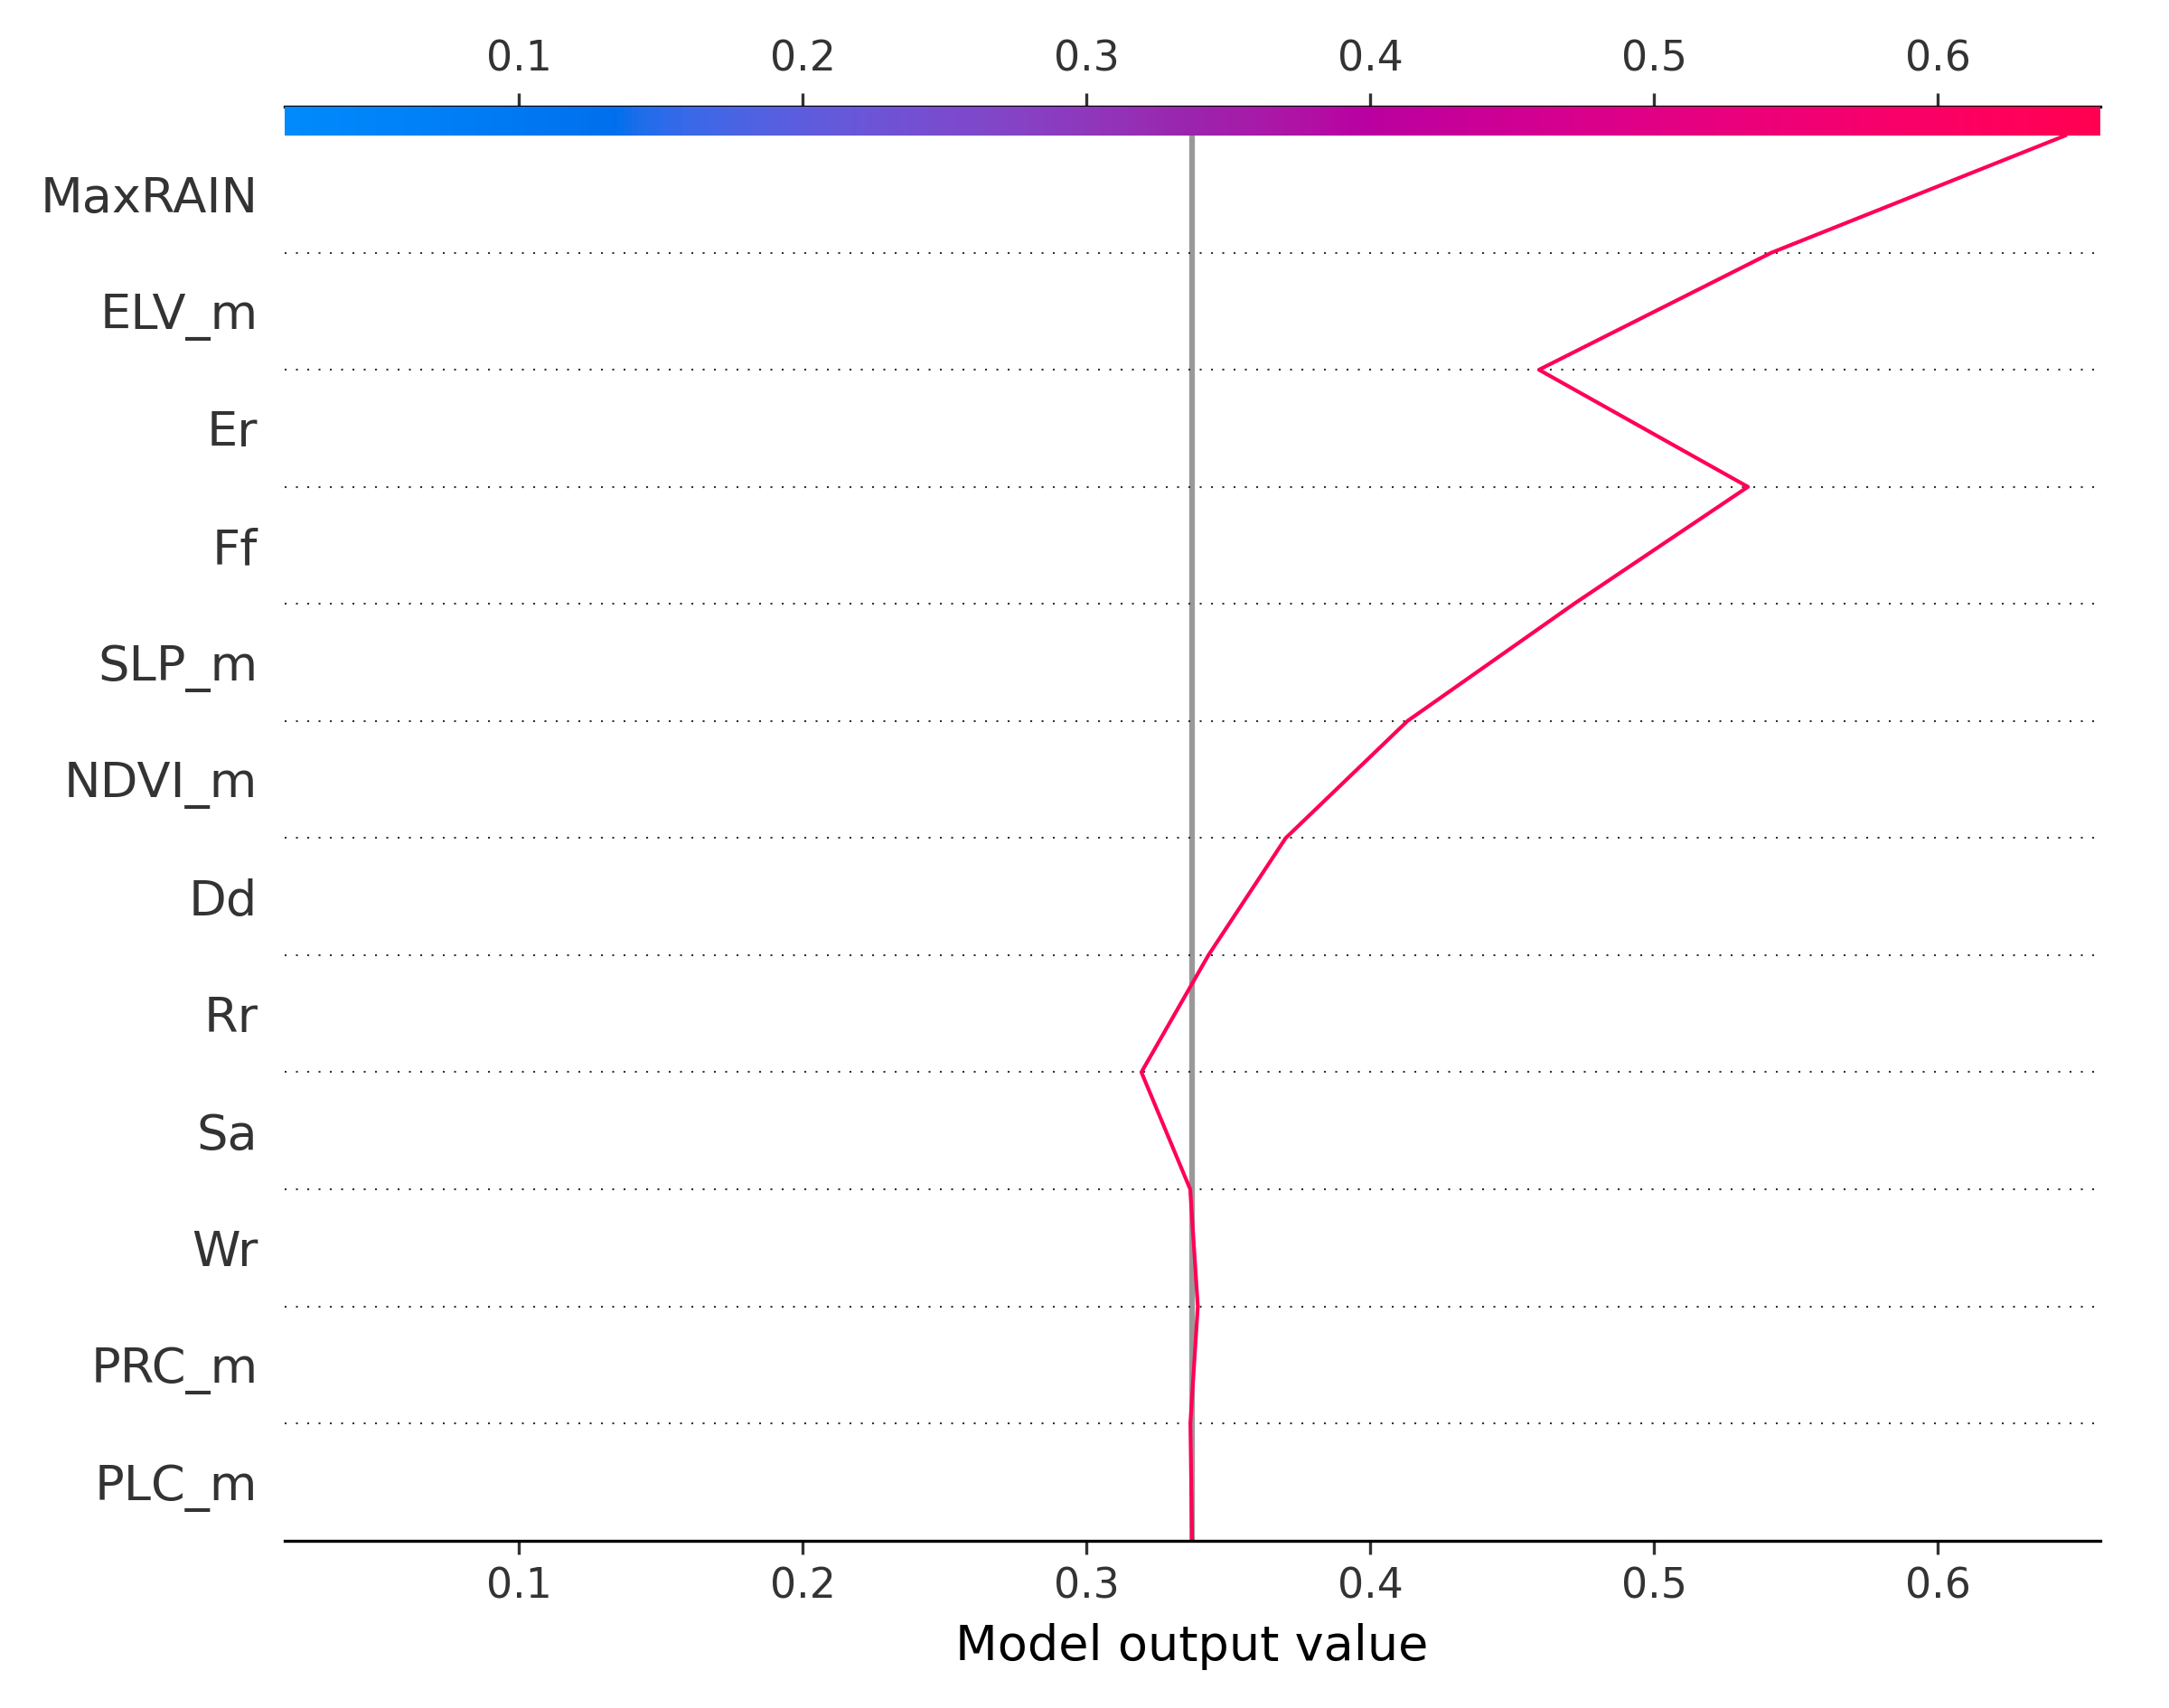 0.1 0.2 0.3 0.4 0.5 0.6
MaxRAIN
ELV_m
Er
Ff
SLP_m
NDVI_m
Dd
Rr
Sa
Wr
PRC_m
PLC_m
0.1 0.2 0.3 0.4 0.5 0.6
Model output value